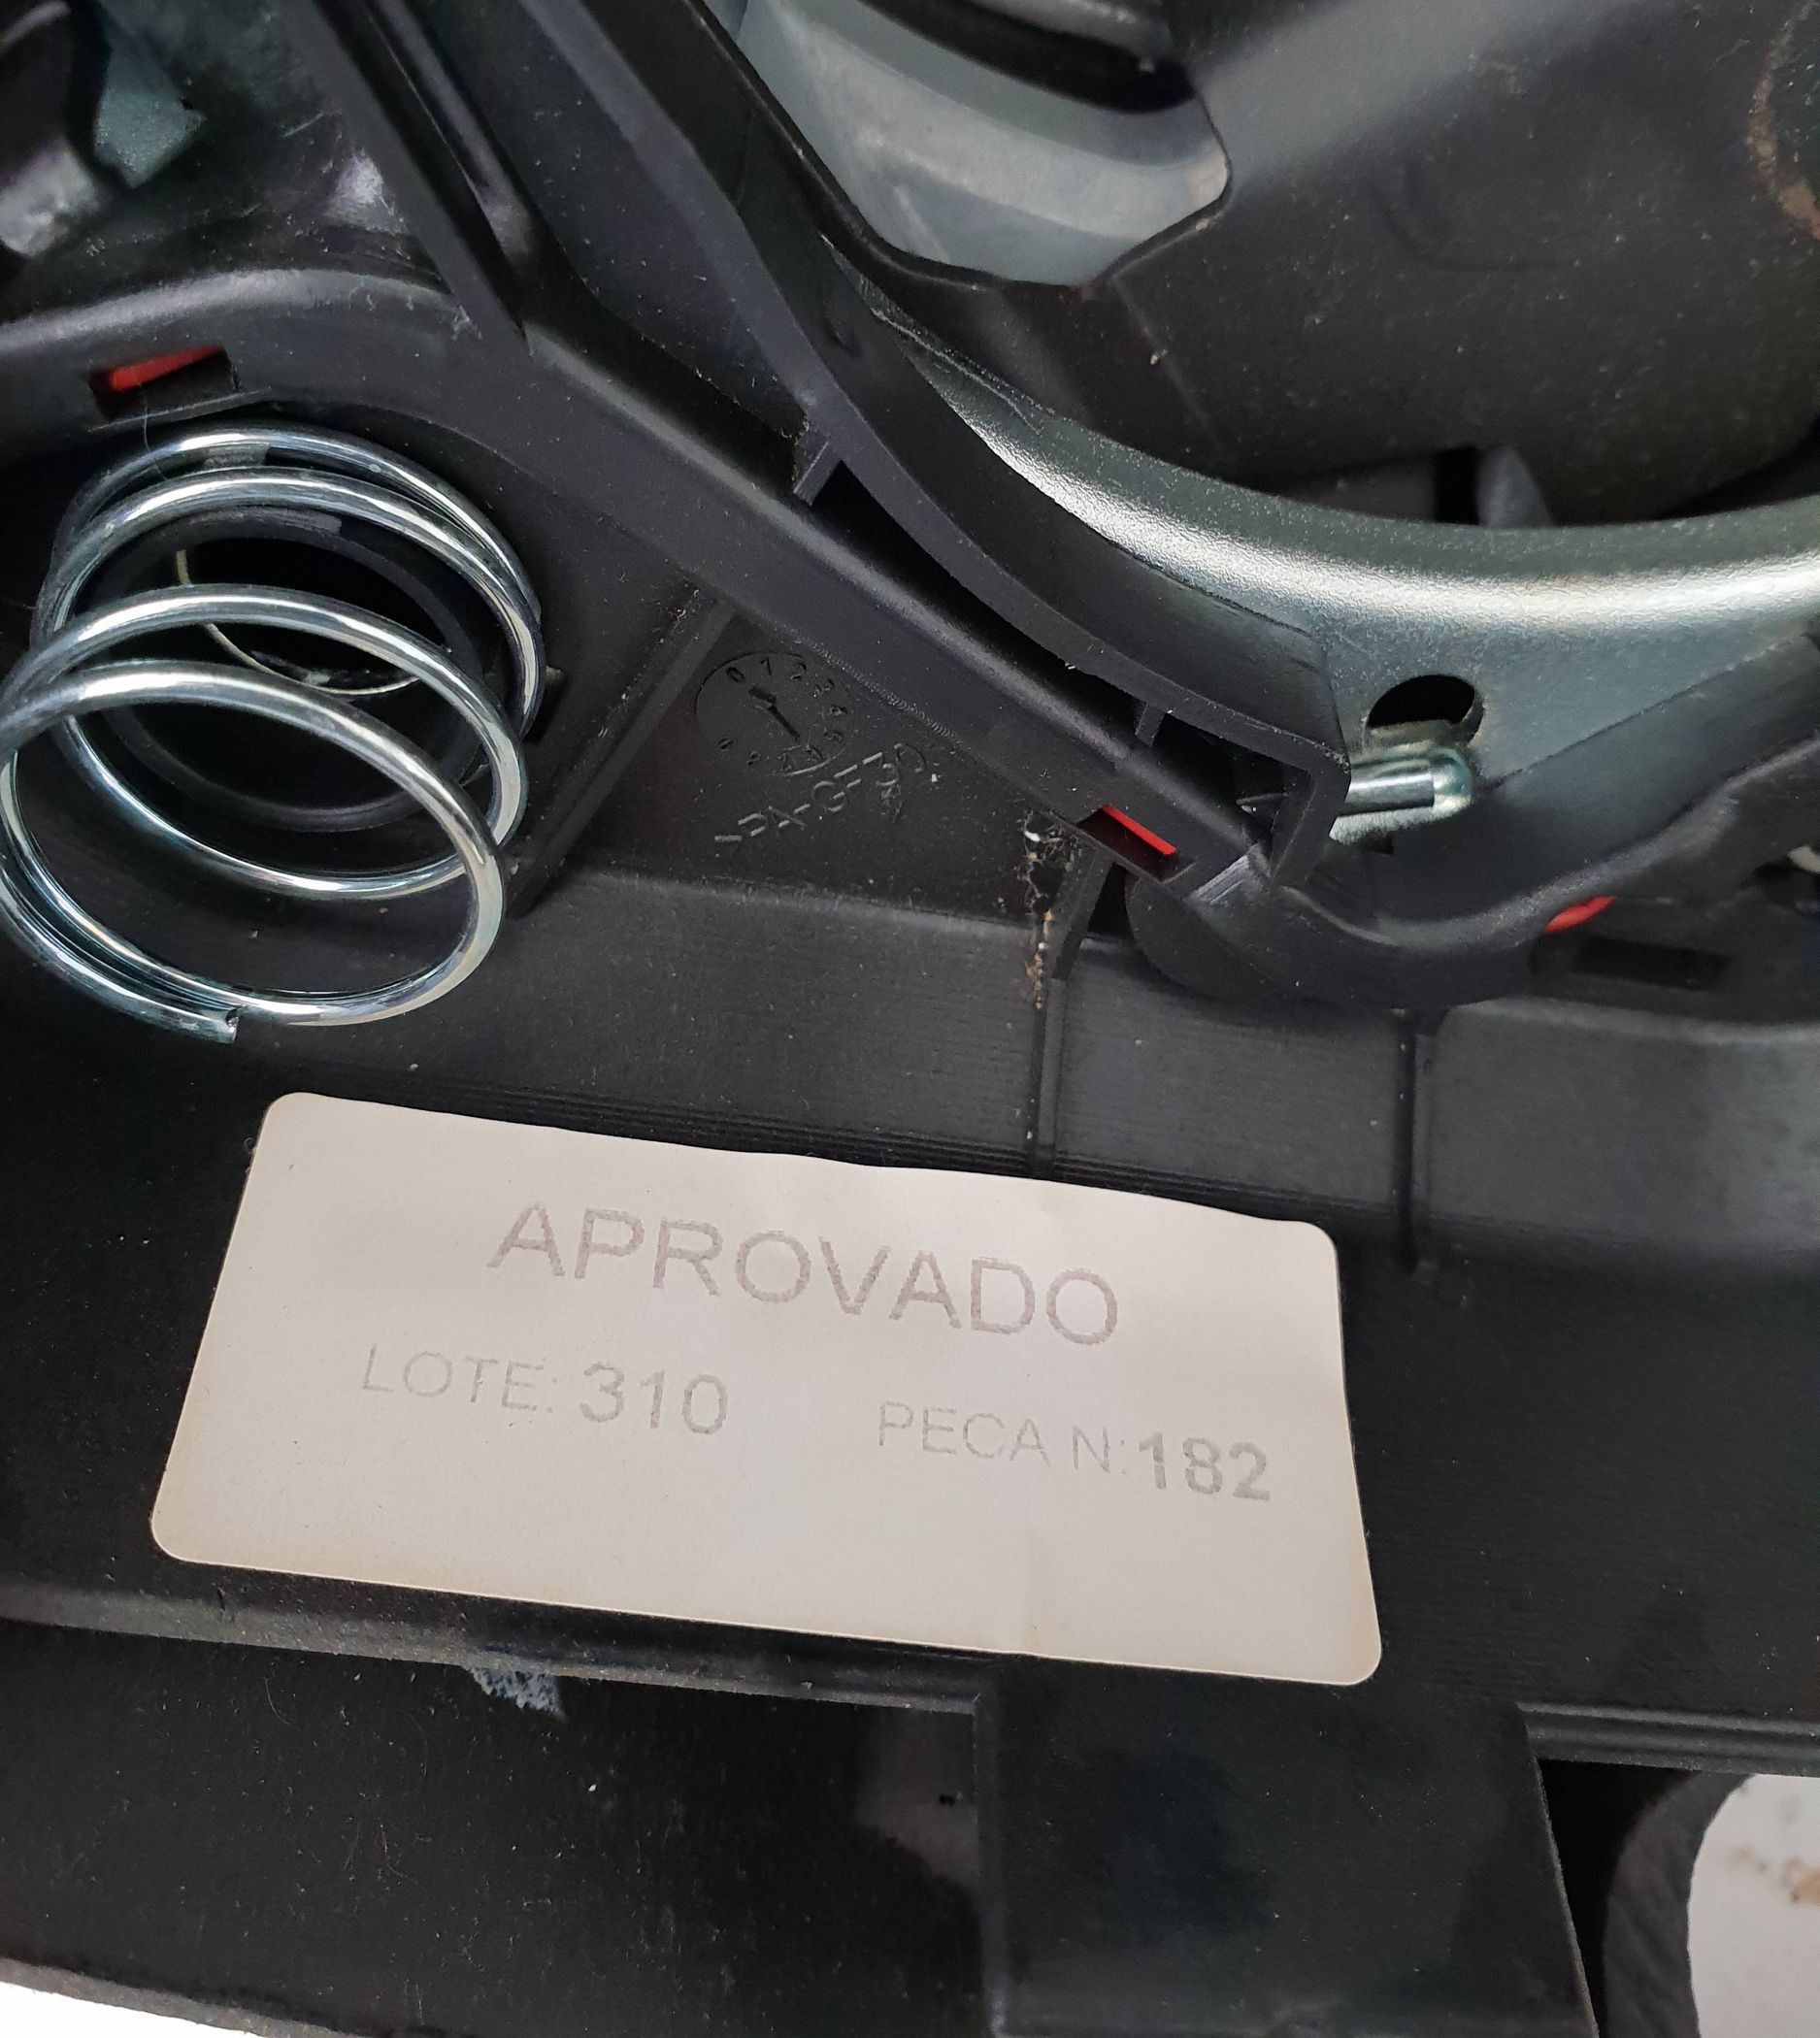 APROVADO
LOTE: 310 PECA N:182